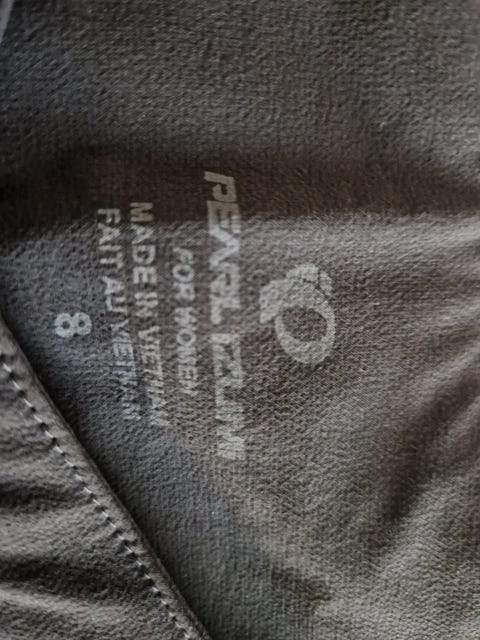 PEARL IZUMI
FOR WOMEN
MADE IN VIETNAM
FAIT AU VIETNAM
8